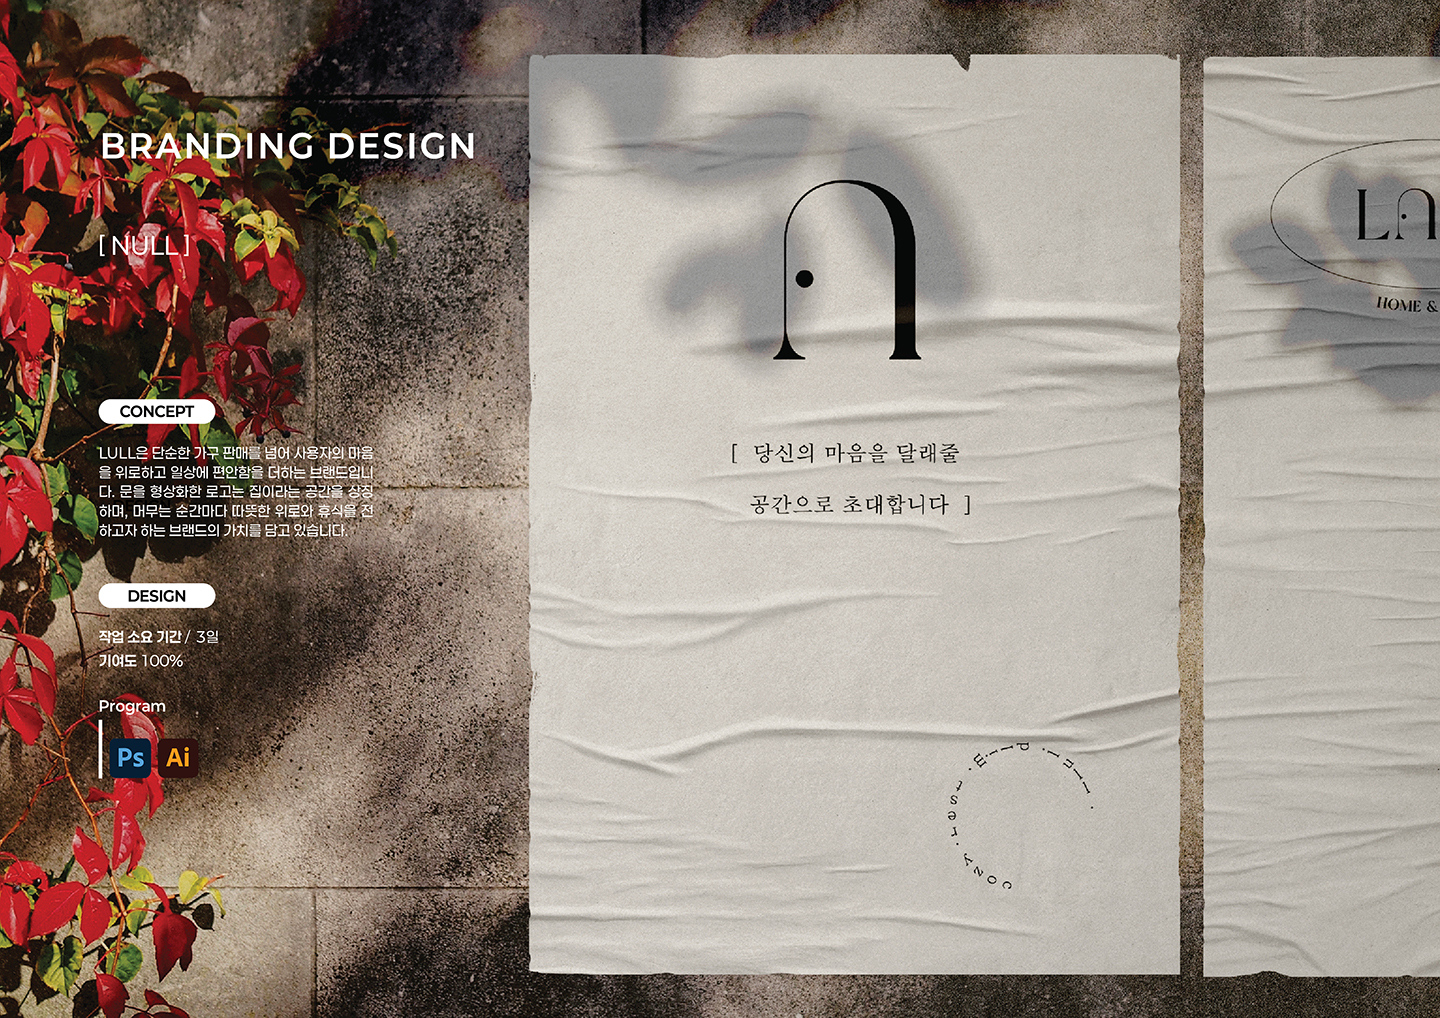 BRANDING DESIGN
[ NULL ]
CONCEPT
'LULL은 단순한 가구 판매를 넘어 사용자의 마음
을 위로하고 일상에 편안함을 더하는 브랜드입니
다. 문을 형상화한 로고는 집이라는 공간을 상징
하며, 머무는 순간마다 따뜻한 위로와 휴식을 전
하고자 하는 브랜드의 가치를 담고 있습니다.
DESIGN
작업 소요 기간 / 3일
기여도 100%
Program
Ps Ai
[ 당신의 마음을 달래줄
공간으로 초대합니다 ]
cozy.rest.mild.lull.
HOME &